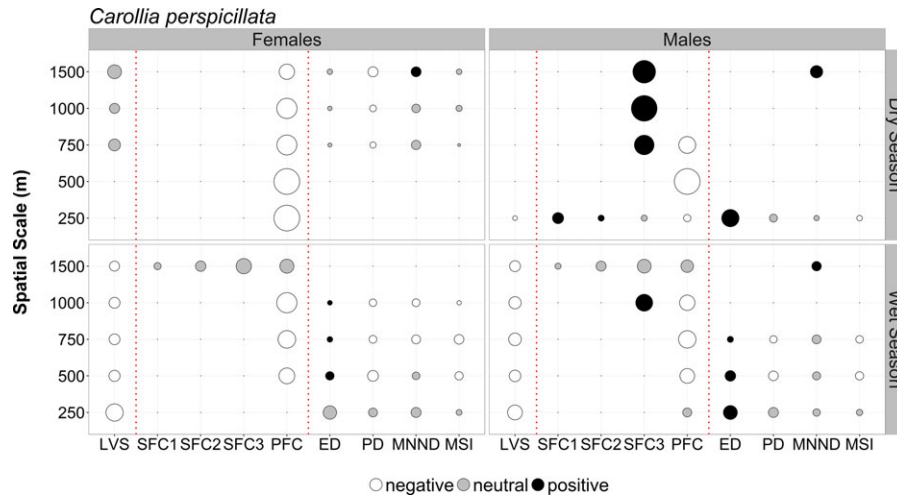 Carollia perspicillata
Females Males
1500
1000
750
500
250
Dry Season
1500
1000
750
500
250
Wet Season
Spatial Scale (m)
LVS SFC1 SFC2 SFC3 PFC ED PD MNND MSI LVS SFC1 SFC2 SFC3 PFC ED PD MNND MSI
negative neutral positive